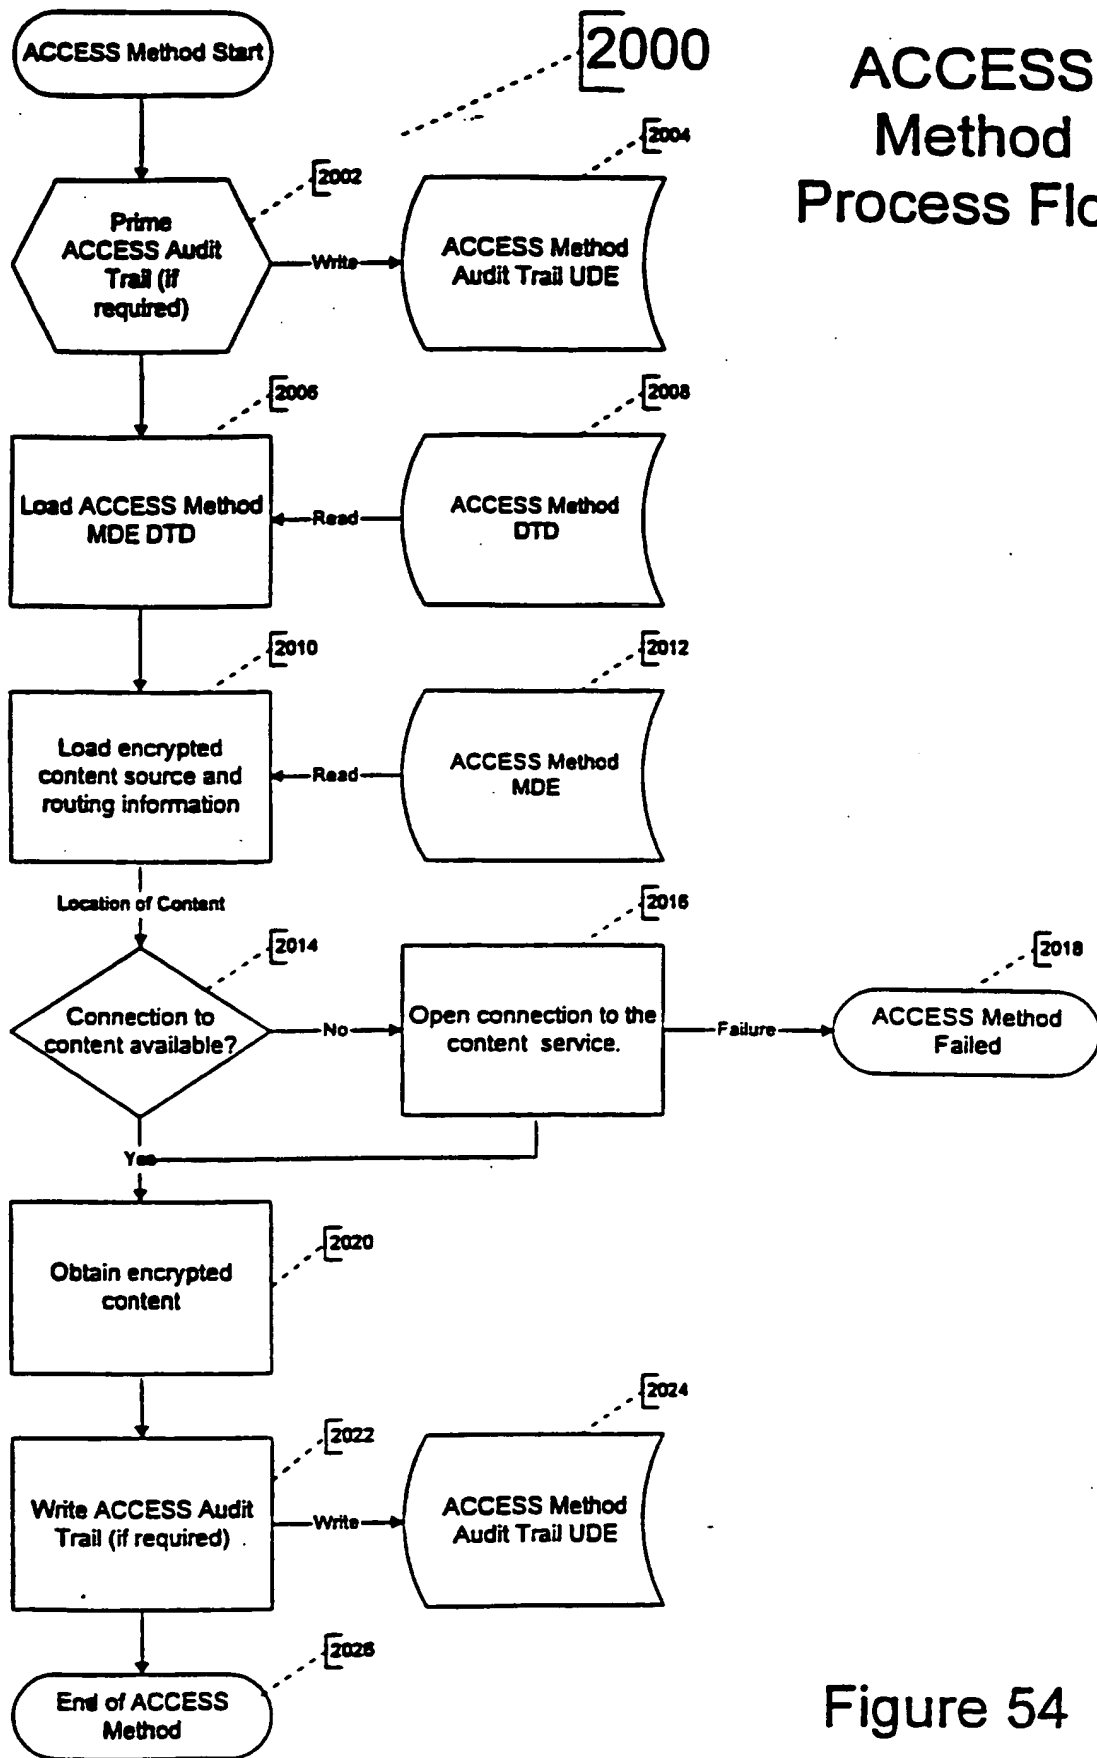 ACCESS Method Start
2000
ACCESS
Method
Process Flo
2002
2004
Prime
ACCESS Audit
Trail (if
required)
Write
ACCESS Method
Audit Trail UDE
2006
2008
Load ACCESS Method
MDE DTD
Read
ACCESS Method
DTD
2010
2012
Load encrypted
content source and
routing information
Read
ACCESS Method
MDE
Location of Content
2014
2016
2018
Connection to
content available?
No
Open connection to the
content service.
Failure
ACCESS Method
Failed
Yes
2020
Obtain encrypted
content
2022
2024
Write ACCESS Audit
Trail (if required)
Write
ACCESS Method
Audit Trail UDE
2026
End of ACCESS
Method
Figure 54